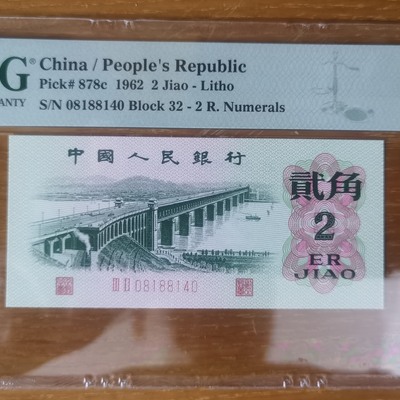 G® China / People's Republic
ANTY Pick# 878c 1962 2 Jiao - Litho
S/N 08188140 Block 32 - 2 R. Numerals
中國人民銀行
貳角
2
ER
JIAO
III II 08188140